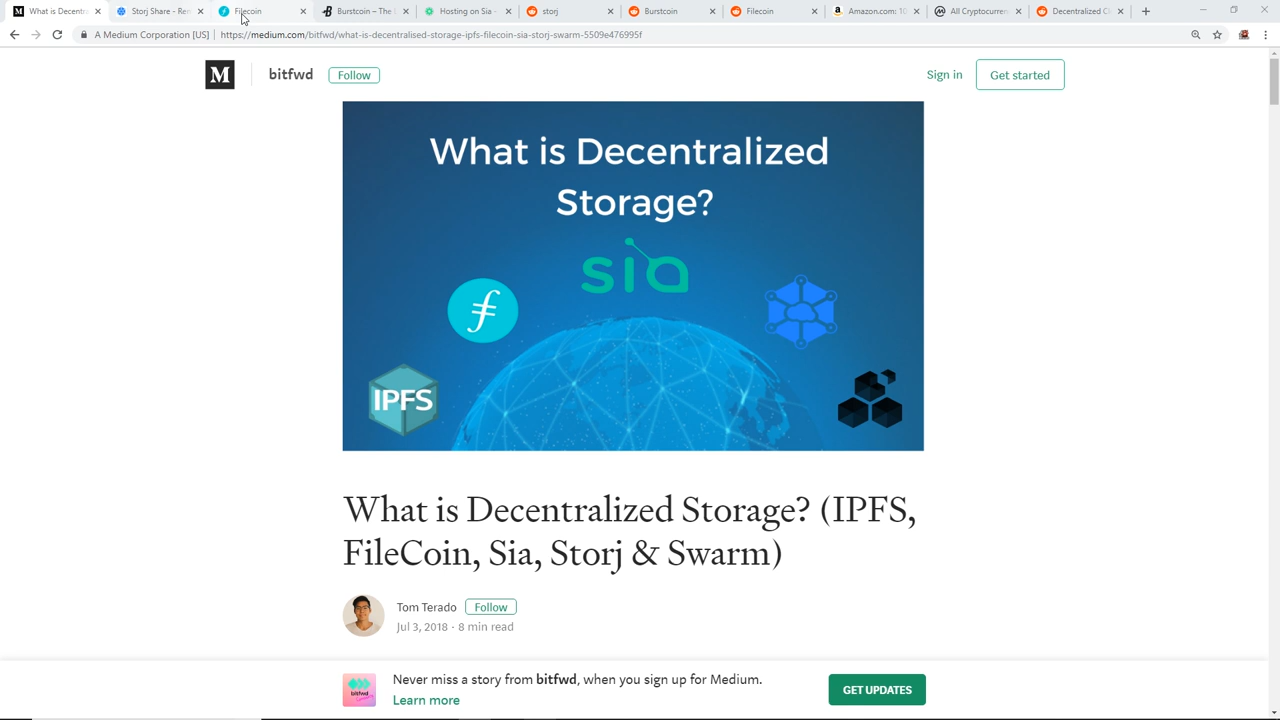 What is Decentr
Storj Share - Ren
Filecoin
Burstcoin – The
Hosting on Sia -
storj
Burstcoin
Filecoin
Amazon.com: 10
All Cryptocurren
Decentralized C
A Medium Corporation [US]
https://medium.com/bitfwd/what-is-decentralised-storage-ipfs-filecoin-sia-storj-swarm-5509e476995f
M
bitfwd
Follow
Sign in
Get started
What is Decentralized
Storage?
sia
IPFS
What is Decentralized Storage? (IPFS,
FileCoin, Sia, Storj & Swarm)
Tom Terado
Follow
Jul 3, 2018 · 8 min read
bitfwd
Never miss a story from bitfwd, when you sign up for Medium.
Learn more
GET UPDATES